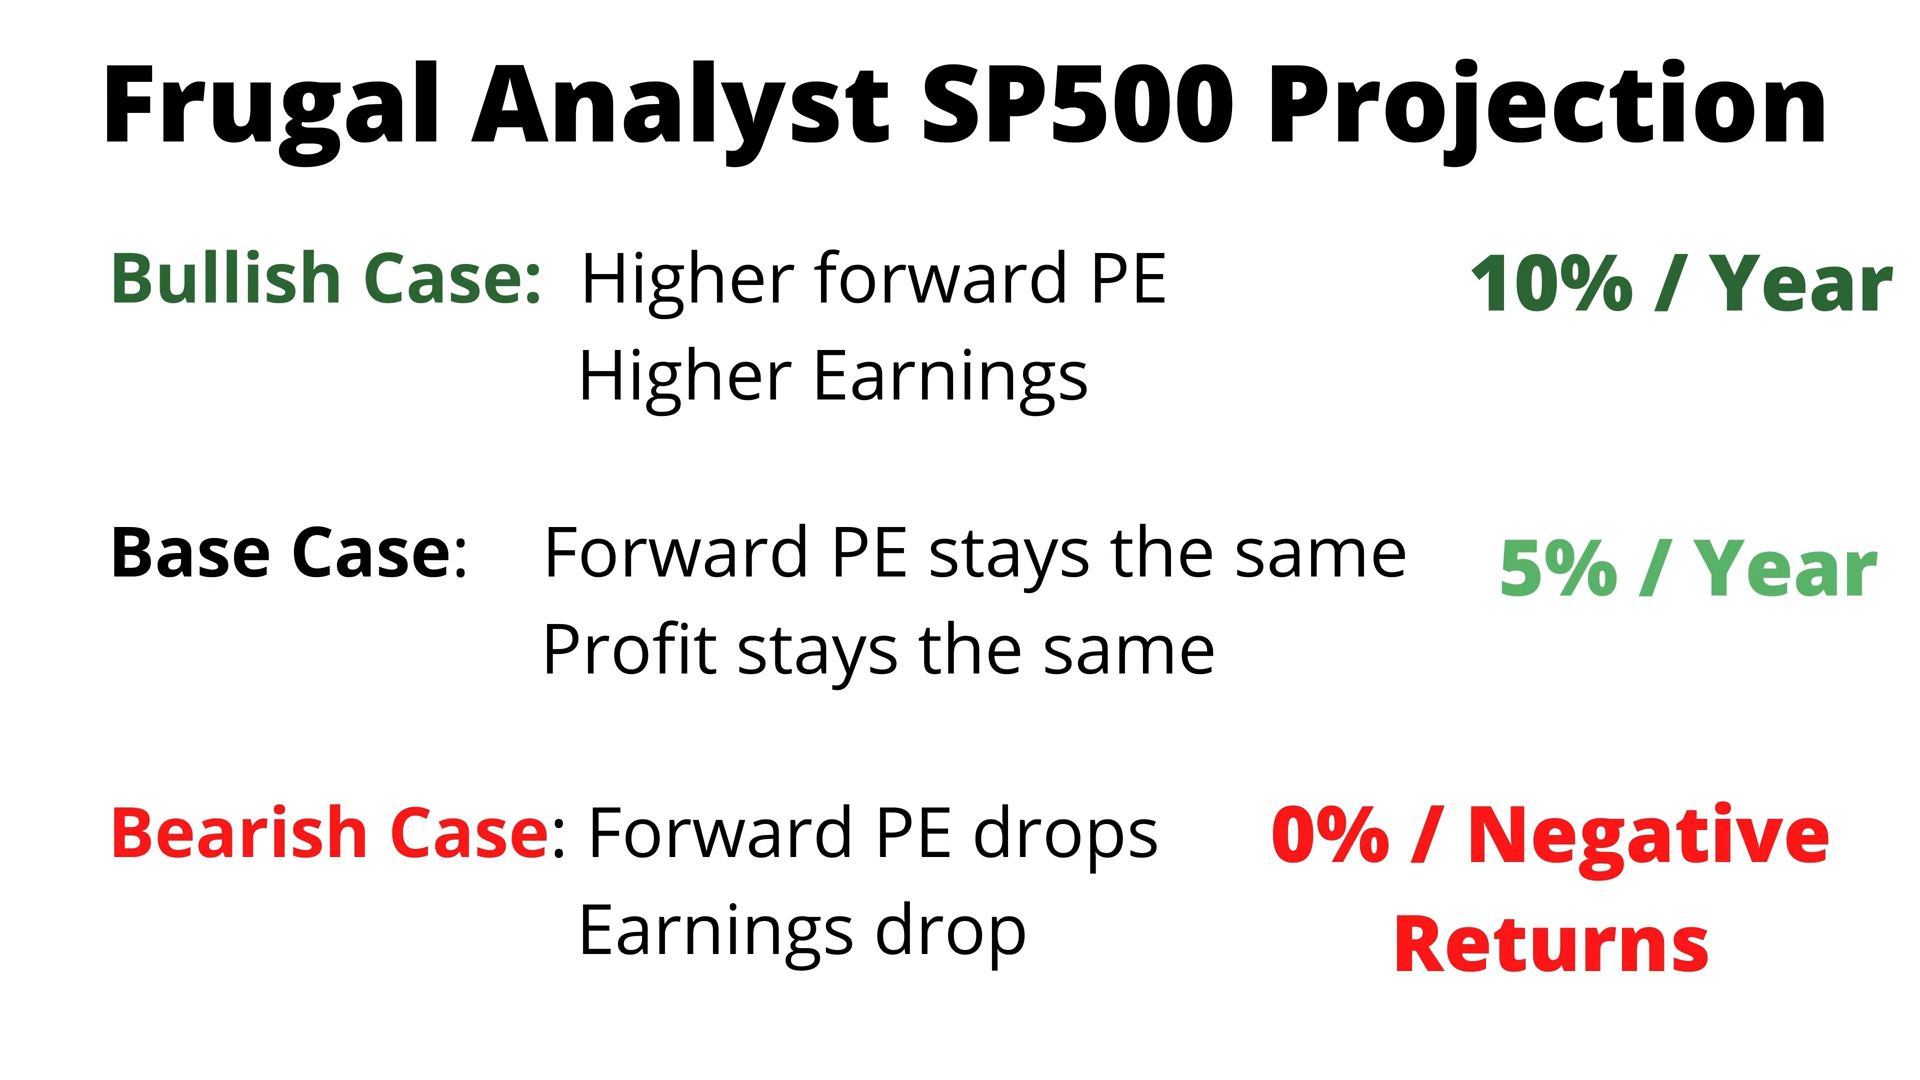 Frugal Analyst SP500 Projection
Bullish Case: Higher forward PE 10% / Year
Higher Earnings
Base Case: Forward PE stays the same 5% / Year
Profit stays the same
Bearish Case: Forward PE drops 0% / Negative
Earnings drop Returns